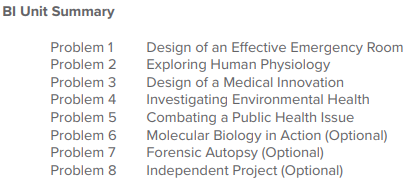 BI Unit Summary
Problem 1 Design of an Effective Emergency Room
Problem 2 Exploring Human Physiology
Problem 3 Design of a Medical Innovation
Problem 4 Investigating Environmental Health
Problem 5 Combating a Public Health Issue
Problem 6 Molecular Biology in Action (Optional)
Problem 7 Forensic Autopsy (Optional)
Problem 8 Independent Project (Optional)